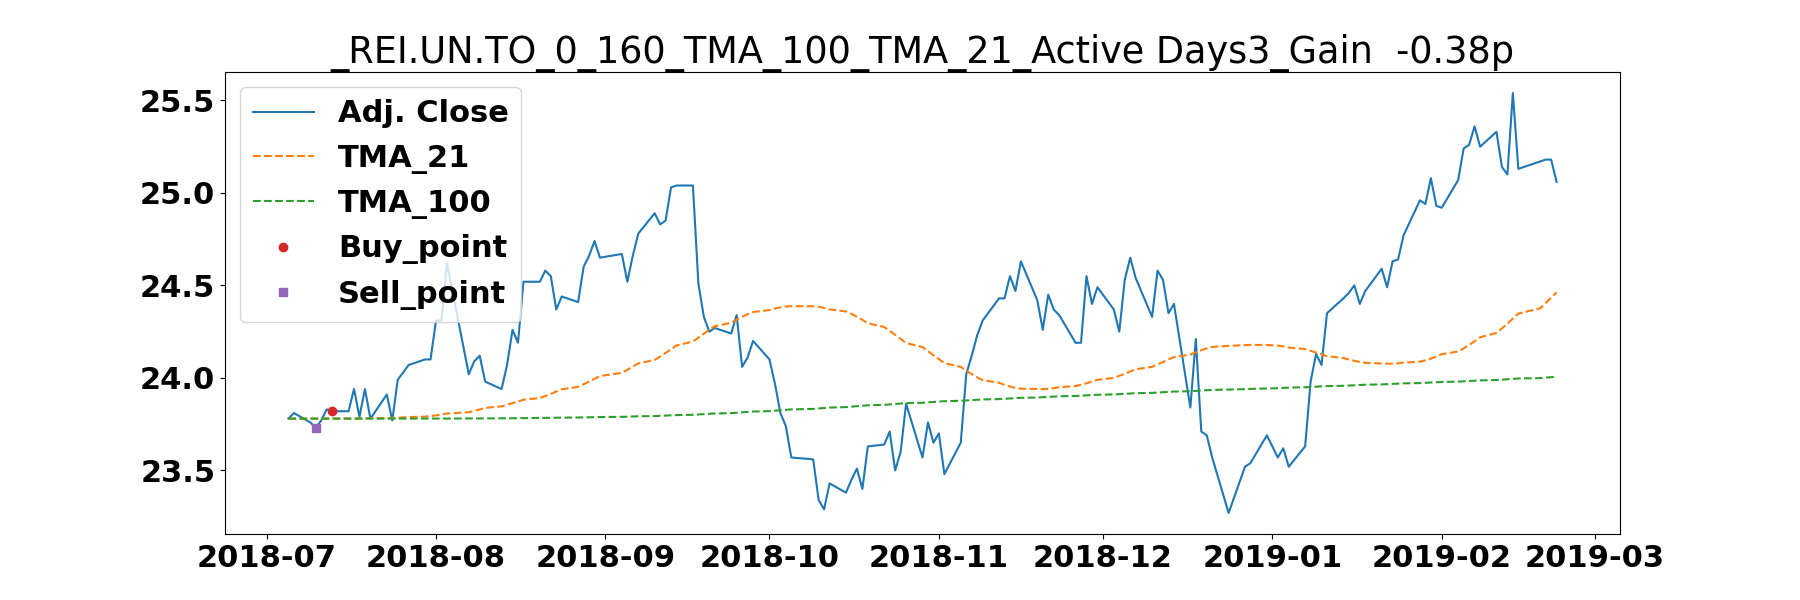 _REI.UN.TO_0_160_TMA_100_TMA_21_Active Days3_Gain  -0.38p
25.5
25.0
24.5
24.0
23.5
Adj. Close
TMA_21
TMA_100
Buy_point
Sell_point
2018-07 2018-08 2018-09 2018-10 2018-11 2018-12 2019-01 2019-02 2019-03